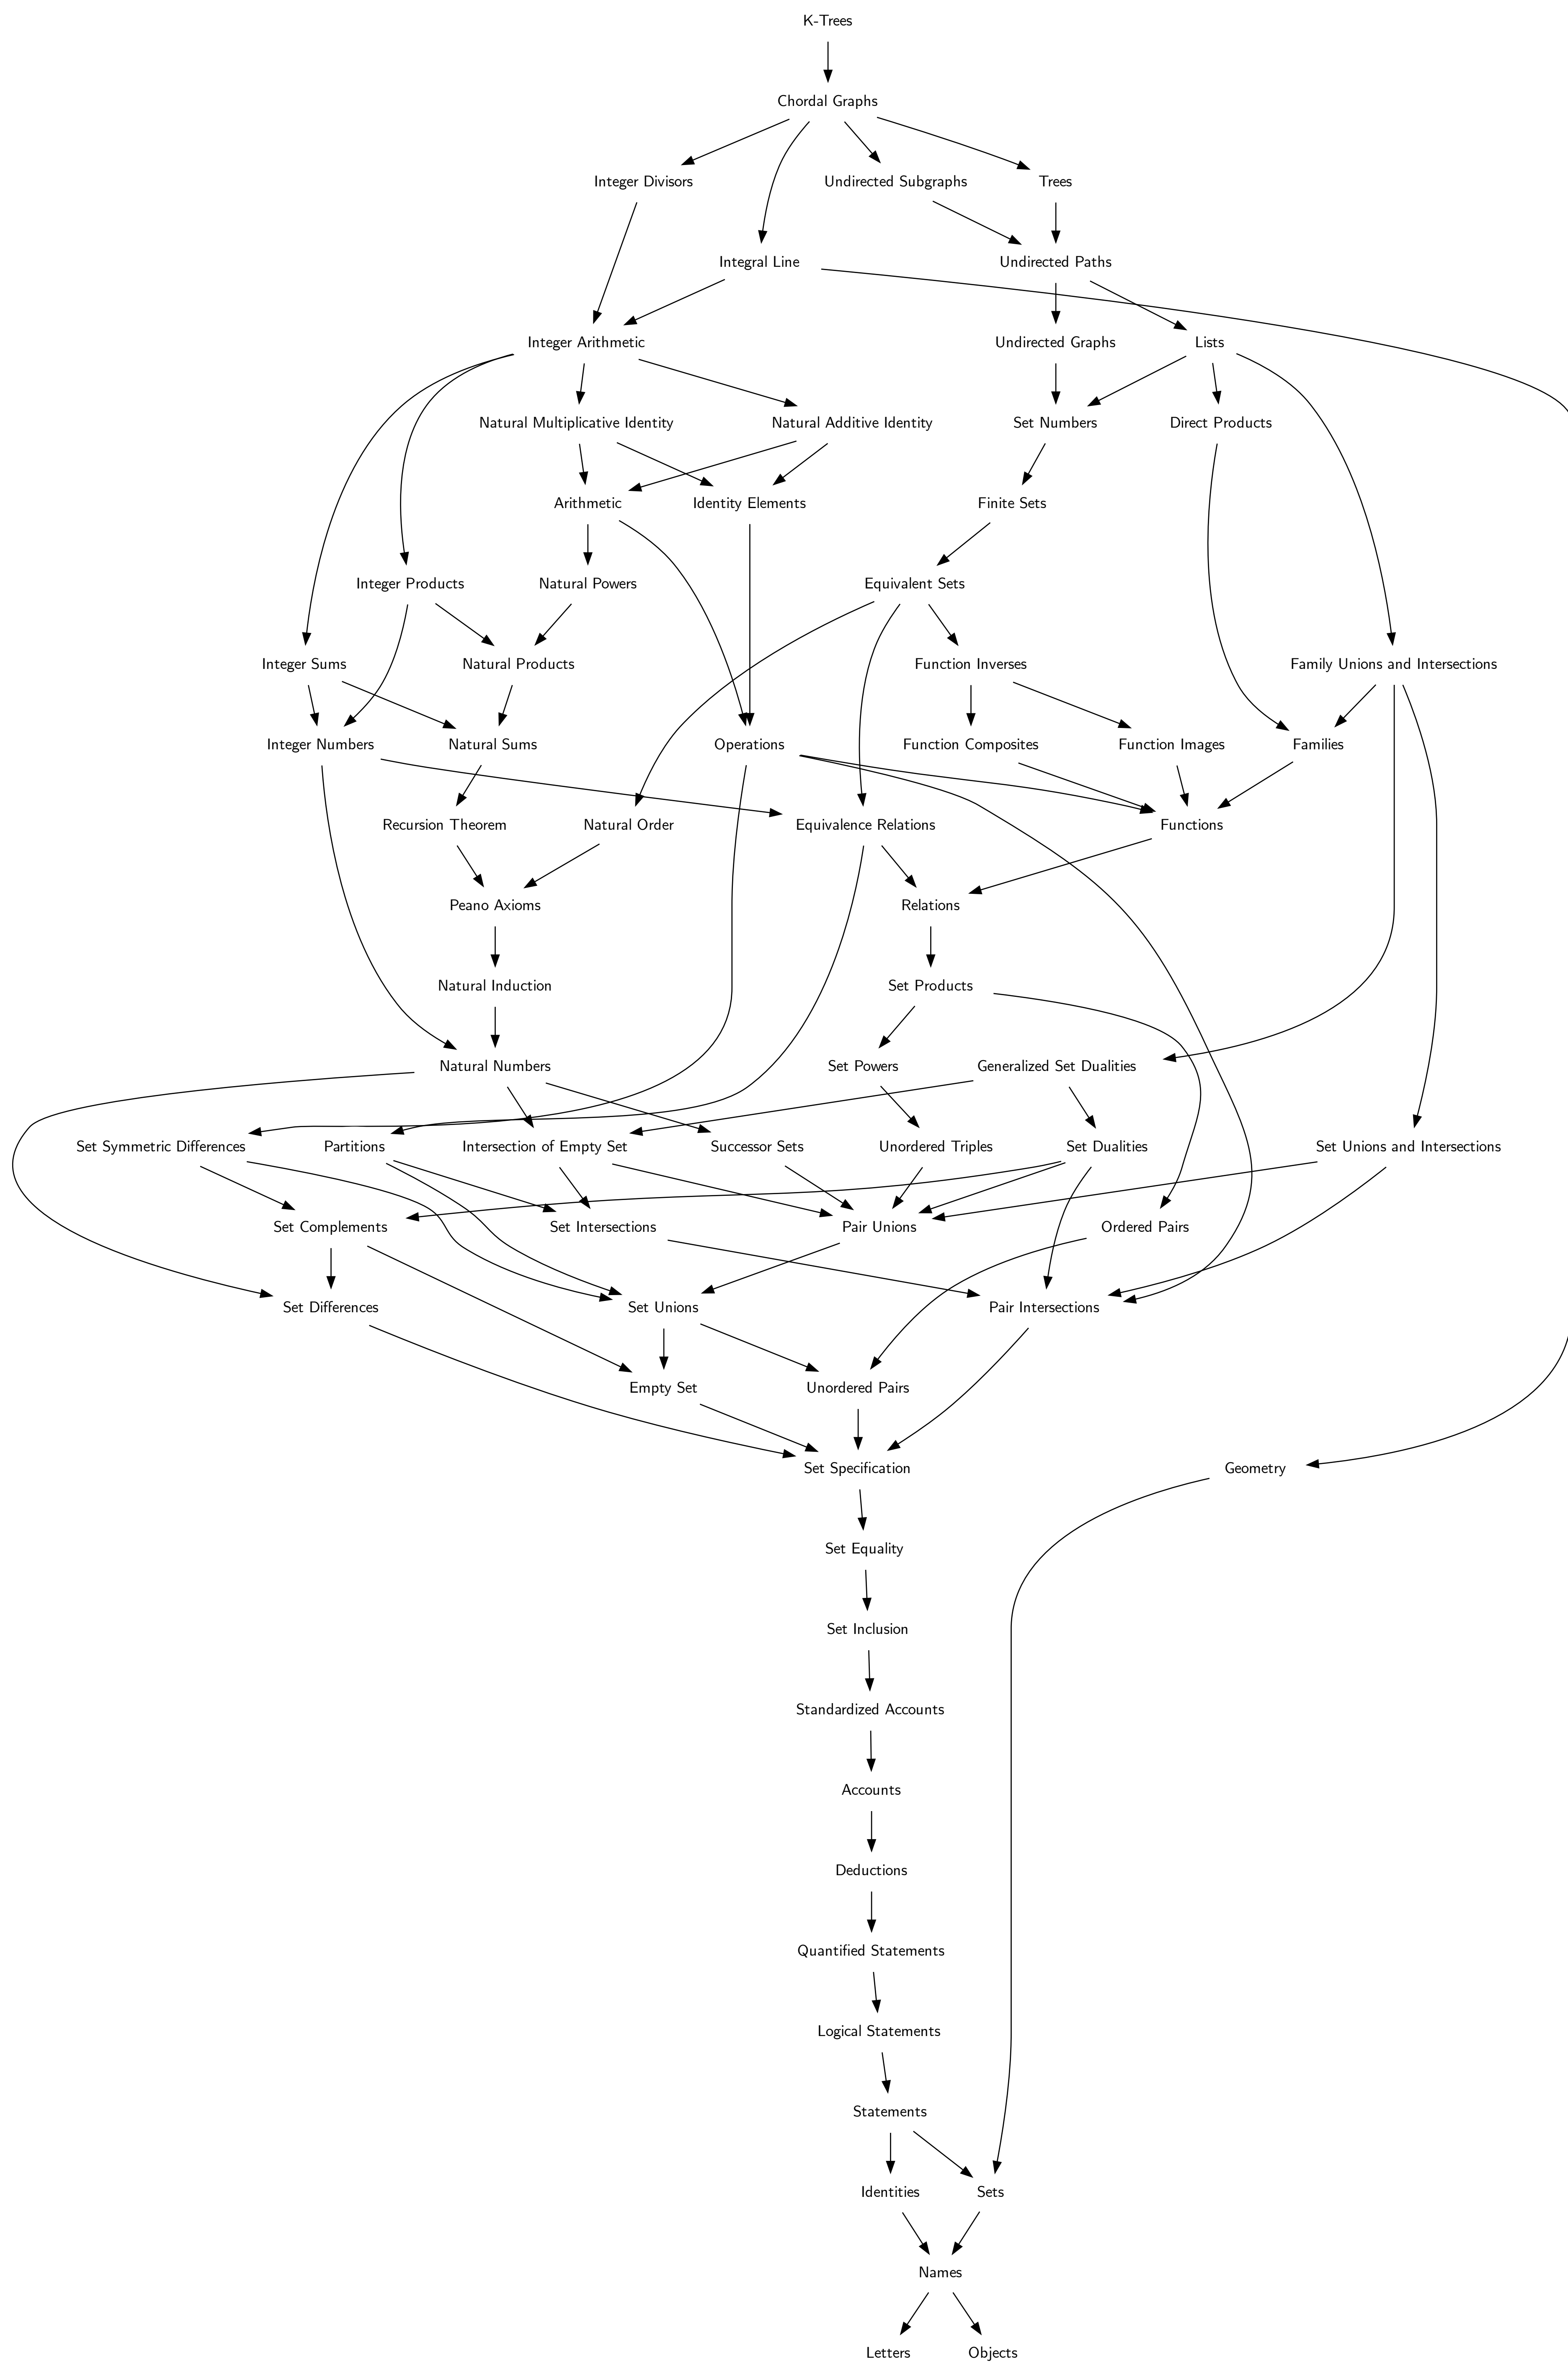 K-Trees
Chordal Graphs
Integer Divisors
Undirected Subgraphs
Trees
Integral Line
Undirected Paths
Integer Arithmetic
Undirected Graphs
Lists
Natural Multiplicative Identity
Natural Additive Identity
Set Numbers
Direct Products
Arithmetic
Identity Elements
Finite Sets
Integer Products
Natural Powers
Equivalent Sets
Integer Sums
Natural Products
Function Inverses
Family Unions and Intersections
Integer Numbers
Natural Sums
Operations
Function Composites
Function Images
Families
Recursion Theorem
Natural Order
Equivalence Relations
Functions
Peano Axioms
Relations
Natural Induction
Set Products
Natural Numbers
Set Powers
Generalized Set Dualities
Set Symmetric Differences
Partitions
Intersection of Empty Set
Successor Sets
Unordered Triples
Set Dualities
Set Unions and Intersections
Set Complements
Set Intersections
Pair Unions
Ordered Pairs
Set Differences
Set Unions
Pair Intersections
Empty Set
Unordered Pairs
Set Specification
Geometry
Set Equality
Set Inclusion
Standardized Accounts
Accounts
Deductions
Quantified Statements
Logical Statements
Statements
Identities
Sets
Names
Letters
Objects